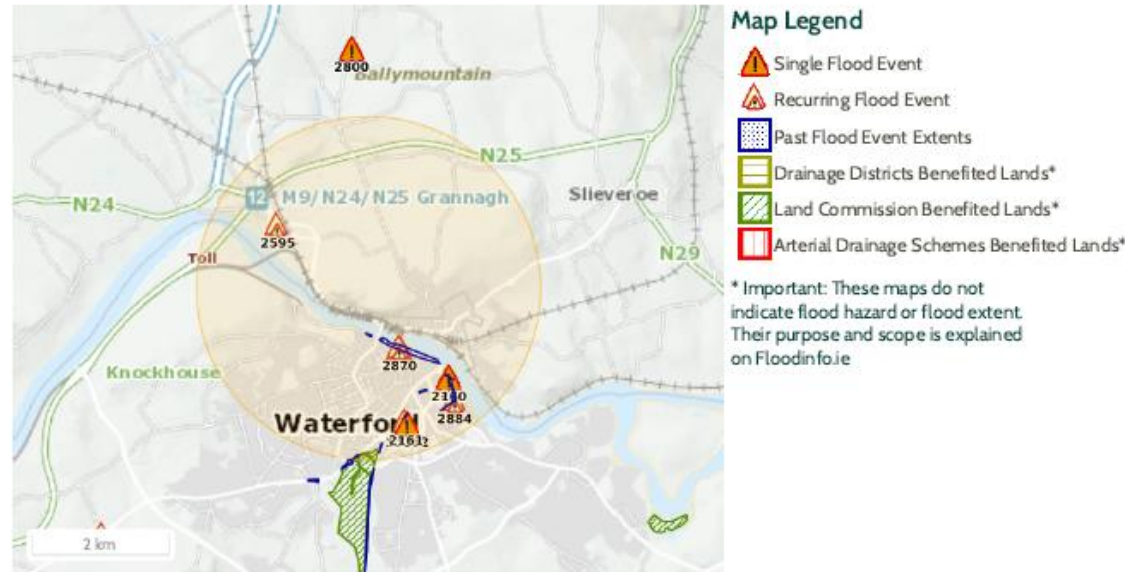 2800
Ballymountain
N25
N24
12
M9/N24/N25 Grannagh
Slieveroe
2595
Toll
N29
2870
Knockhouse
2884
Waterford
2161
2 km
Map Legend
Single Flood Event
Recurring Flood Event
Past Flood Event Extents
Drainage Districts Benefited Lands*
Land Commission Benefited Lands*
Arterial Drainage Schemes Benefited Lands*
* Important: These maps do not
indicate flood hazard or flood extent.
Their purpose and scope is explained
on Floodinfo.ie